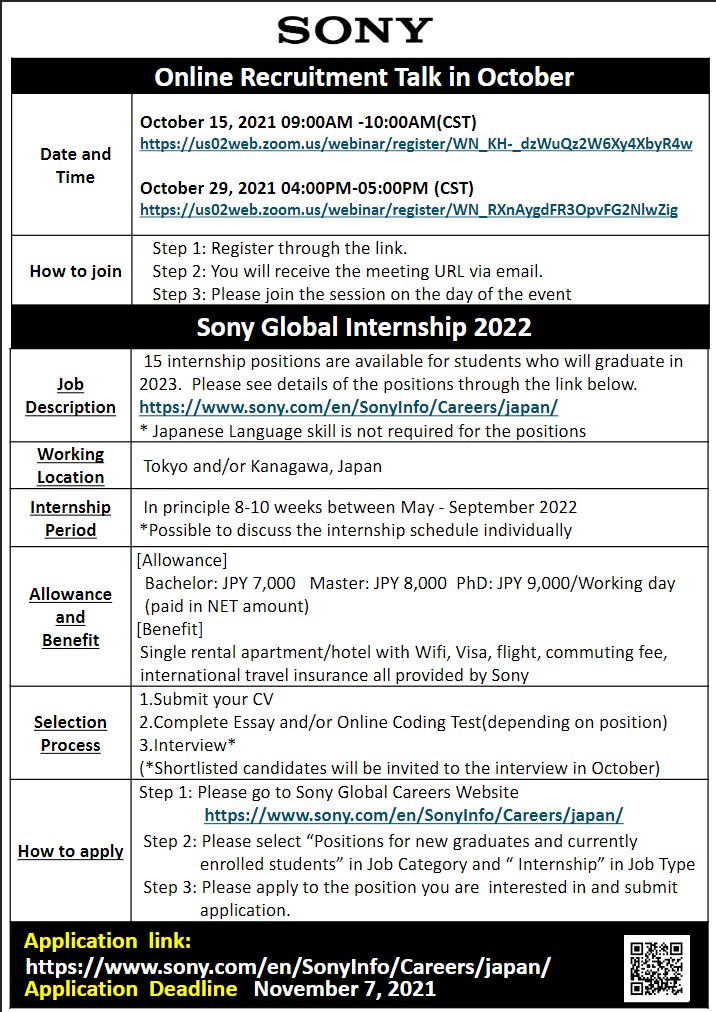 SONY
Online Recruitment Talk in October
Date and
Time
October 15, 2021 09:00AM -10:00AM(CST)
https://us02web.zoom.us/webinar/register/WN_KH-_dzWuQz2W6Xy4XbyR4w
October 29, 2021 04:00PM-05:00PM (CST)
https://us02web.zoom.us/webinar/register/WN_RXnAygdFR3OpvFG2NlwZig
How to join
Step 1: Register through the link.
Step 2: You will receive the meeting URL via email.
Step 3: Please join the session on the day of the event
Sony Global Internship 2022
Job
Description
15 internship positions are available for students who will graduate in
2023. Please see details of the positions through the link below.
https://www.sony.com/en/SonyInfo/Careers/japan/
* Japanese Language skill is not required for the positions
Working
Location
Tokyo and/or Kanagawa, Japan
Internship
Period
In principle 8-10 weeks between May - September 2022
*Possible to discuss the internship schedule individually
Allowance
and
Benefit
[Allowance]
Bachelor: JPY 7,000 Master: JPY 8,000 PhD: JPY 9,000/Working day
(paid in NET amount)
[Benefit]
Single rental apartment/hotel with Wifi, Visa, flight, commuting fee,
international travel insurance all provided by Sony
Selection
Process
1.Submit your CV
2.Complete Essay and/or Online Coding Test(depending on position)
3.Interview*
(*Shortlisted candidates will be invited to the interview in October)
How to apply
Step 1: Please go to Sony Global Careers Website
https://www.sony.com/en/SonyInfo/Careers/japan/
Step 2: Please select “Positions for new graduates and currently
enrolled students” in Job Category and “ Internship” in Job Type
Step 3: Please apply to the position you are interested in and submit
application.
Application link:
https://www.sony.com/en/SonyInfo/Careers/japan/
Application Deadline November 7, 2021